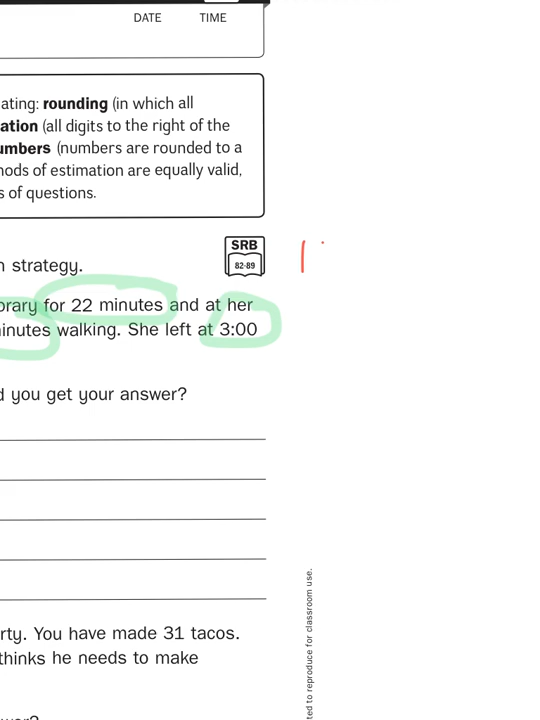 DATE TIME
ating: rounding (in which all
ation (all digits to the right of the
umbers (numbers are rounded to a
nods of estimation are equally valid,
s of questions.
SRB
82-89
n strategy.
orary for 22 minutes and at her
inutes walking. She left at 3:00
d you get your answer?
rty. You have made 31 tacos.
thinks he needs to make
ted to reproduce for classroom use.